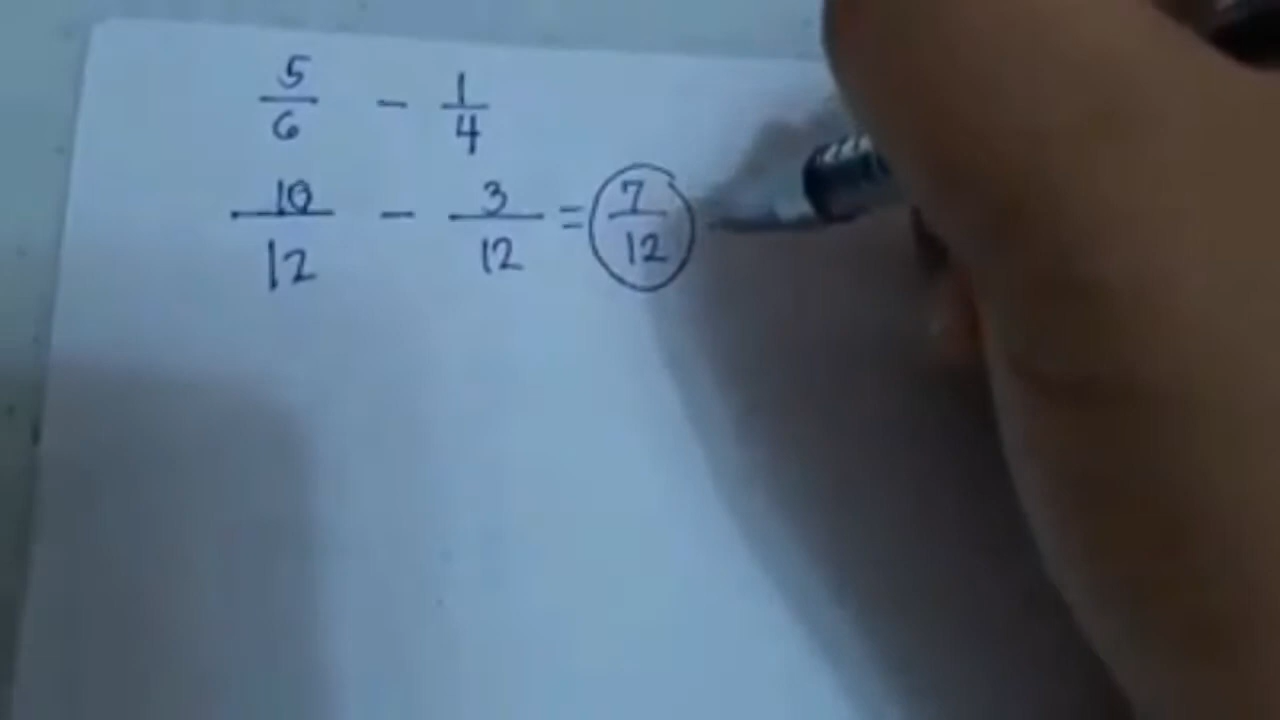 5/6 - 1/4
10/12 - 3/12 = 7/12